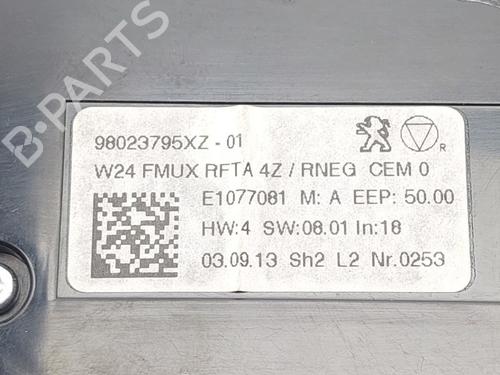 B-PARTS
98023795XZ - 01
R
W24 FMUX RFTA 4Z / RNEG CEM 0
E1077081 M: A EEP: 50.00
HW:4 SW:08.01 In:18
03.09.13 Sh2 L2 Nr.0253